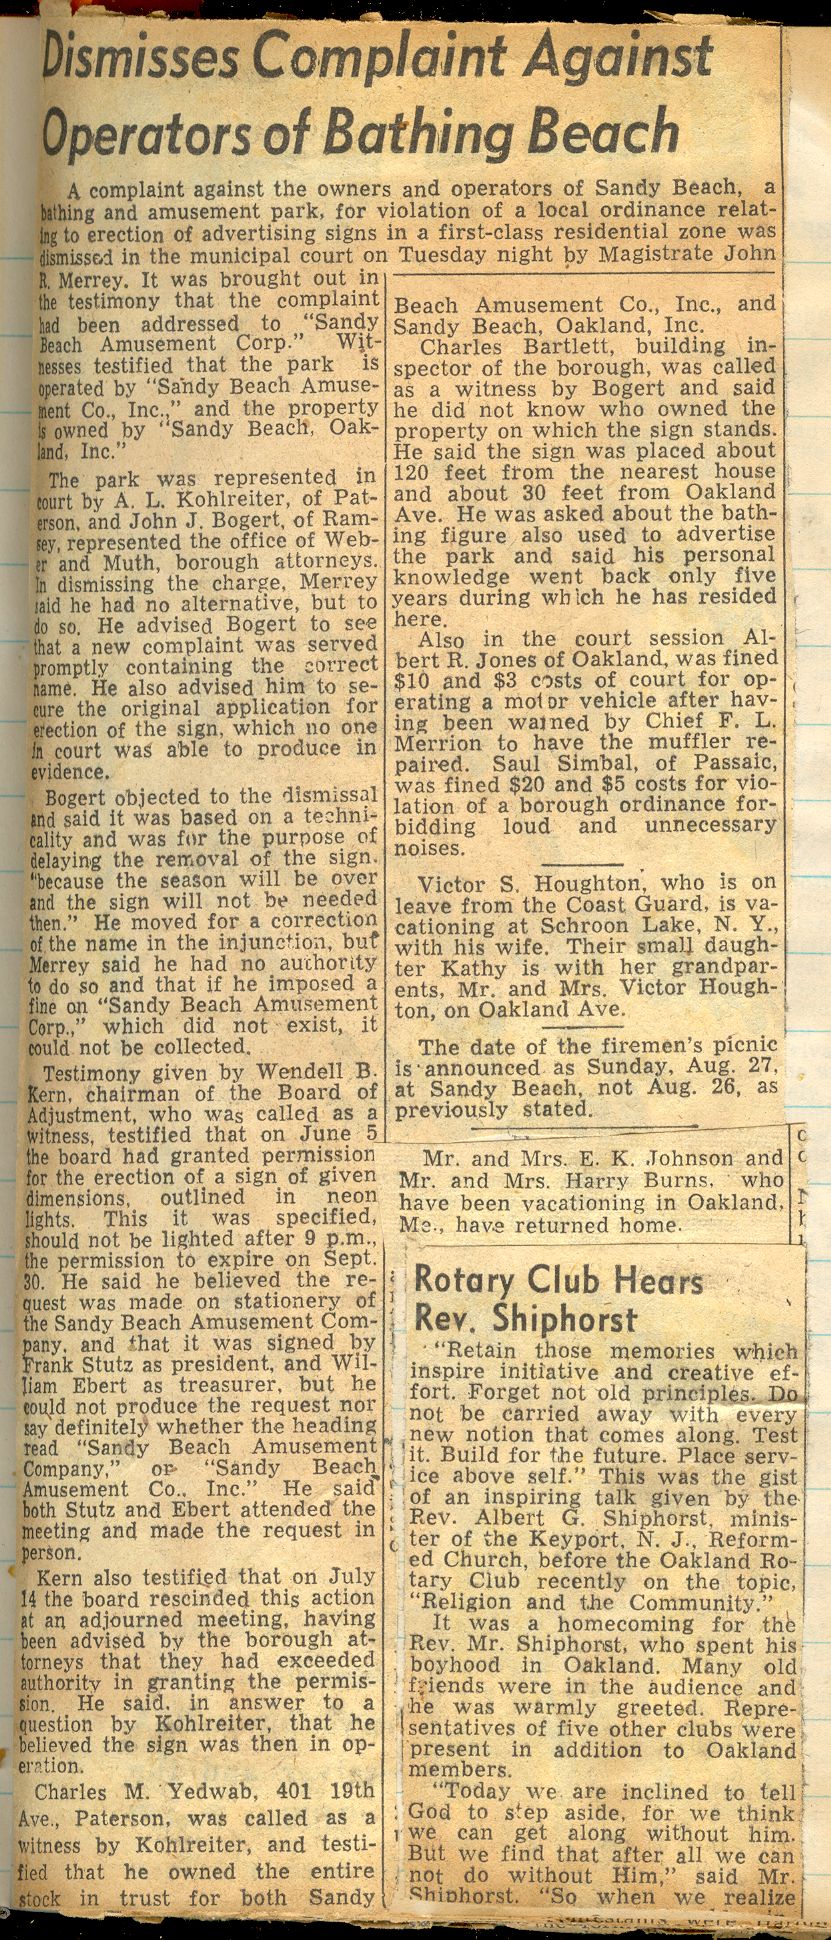 Dismisses Complaint Against
Operators of Bathing Beach
A complaint against the owners and operators of Sandy Beach, a
bathing and amusement park, for violation of a local ordinance relat-
ing to erection of advertising signs in a first-class residential zone was
dismissed in the municipal court on Tuesday night by Magistrate John
R. Merrey. It was brought out in
the testimony that the complaint
had been addressed to "Sandy
Beach Amusement Corp." Wit-
nesses testified that the park is
operated by "Sandy Beach Amuse-
ment Co., Inc.," and the property
is owned by "Sandy Beach, Oak-
land, Inc."
The park was represented in
court by A. L. Kohlreiter, of Pat-
erson, and John J. Bogert, of Ram-
sey, represented the office of Web-
er and Muth, borough attorneys.
In dismissing the charge, Merrey
said he had no alternative, but to
do so. He advised Bogert to see
that a new complaint was served
promptly containing the correct
name. He also advised him to se-
cure the original application for
erection of the sign, which no one
in court was able to produce in
evidence.
Bogert objected to the dismissal
and said it was based on a techni-
cality and was for the purpose of
delaying the removal of the sign.
"because the season will be over
and the sign will not be needed
then." He moved for a correction
of the name in the injunction, but
Merrey said he had no authority
to do so and that if he imposed a
fine on "Sandy Beach Amusement
Corp.," which did not exist, it
could not be collected.
Testimony given by Wendell B.
Kern, chairman of the Board of
Adjustment, who was called as a
witness, testified that on June 5
the board had granted permission
for the erection of a sign of given
dimensions, outlined in neon
lights. This it was specified,
should not be lighted after 9 p.m.,
the permission to expire on Sept.
30. He said he believed the re-
quest was made on stationery of
the Sandy Beach Amusement Com-
pany, and that it was signed by
Frank Stutz as president, and Wil-
liam Ebert as treasurer, but he
could not produce the request nor
say definitely whether the heading
read "Sandy Beach Amusement
Company," or "Sandy Beach
Amusement Co., Inc." He said
both Stutz and Ebert attended the
meeting and made the request in
person.
Kern also testified that on July
14 the board rescinded this action
at an adjourned meeting, having
been advised by the borough at-
torneys that they had exceeded
authority in granting the permis-
sion. He said, in answer to a
question by Kohlreiter, that he
believed the sign was then in op-
eration.
Charles M. Yedwab, 401 19th
Ave., Paterson, was called as a
witness by Kohlreiter, and testi-
fied that he owned the entire
stock in trust for both Sandy
Beach Amusement Co., Inc., and
Sandy Beach, Oakland, Inc.
Charles Bartlett, building in-
spector of the borough, was called
as a witness by Bogert and said
he did not know who owned the
property on which the sign stands.
He said the sign was placed about
120 feet from the nearest house
and about 30 feet from Oakland
Ave. He was asked about the bath-
ing figure also used to advertise
the park and said his personal
knowledge went back only five
years during which he has resided
here.
Also in the court session Al-
bert R. Jones of Oakland, was fined
$10 and $3 costs of court for op-
erating a motor vehicle after hav-
ing been warned by Chief F. L.
Merrion to have the muffler re-
paired. Saul Simbal, of Passaic,
was fined $20 and $5 costs for vio-
lation of a borough ordinance for-
bidding loud and unnecessary
noises.
Victor S. Houghton, who is on
leave from the Coast Guard, is va-
cationing at Schroon Lake, N. Y.,
with his wife. Their small daugh-
ter Kathy is with her grandpar-
ents, Mr. and Mrs. Victor Hough-
ton, on Oakland Ave.
The date of the firemen's picnic
is announced as Sunday, Aug. 27,
at Sandy Beach, not Aug. 26, as
previously stated.
Mr. and Mrs. E. K. Johnson and
Mr. and Mrs. Harry Burns, who
have been vacationing in Oakland,
Me., have returned home.
Rotary Club Hears
Rev. Shiphorst
"Retain those memories which
inspire initiative and creative ef-
fort. Forget not old principles. Do
not be carried away with every
new notion that comes along. Test
it. Build for the future. Place serv-
ice above self." This was the gist
of an inspiring talk given by the
Rev. Albert G. Shiphorst, minis-
ter of the Keyport, N. J., Reform-
ed Church, before the Oakland Ro-
tary Club recently on the topic,
"Religion and the Community."
It was a homecoming for the
Rev. Mr. Shiphorst, who spent his
boyhood in Oakland. Many old
friends were in the audience and
he was warmly greeted. Repre-
sentatives of five other clubs were
present in addition to Oakland
members.
"Today we are inclined to tell
God to step aside, for we think
we can get along without him.
But we find that after all we can
not do without Him," said Mr.
Shiphorst. "So when we realize